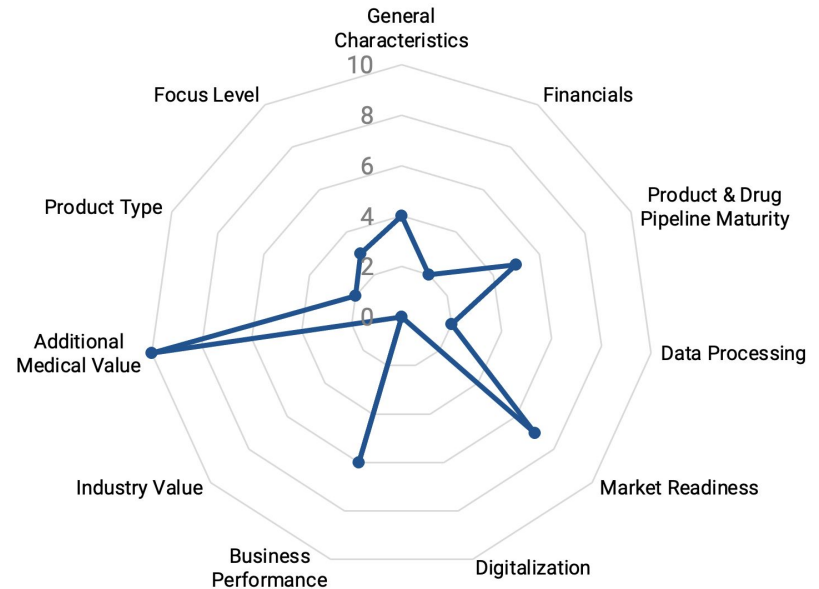 General
Characteristics
10
Focus Level
Financials
8
6
Product & Drug
Pipeline Maturity
Product Type
4
2
0
Additional
Medical Value
Data Processing
Industry Value
Market Readiness
Business
Performance
Digitalization